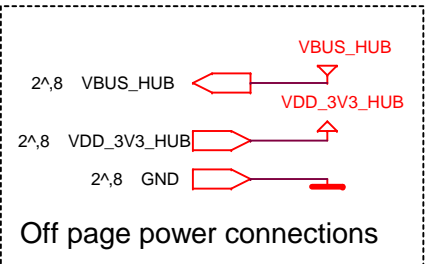 VBUS_HUB
2^,8 VBUS_HUB
VDD_3V3_HUB
2^,8 VDD_3V3_HUB
2^,8 GND
Off page power connections